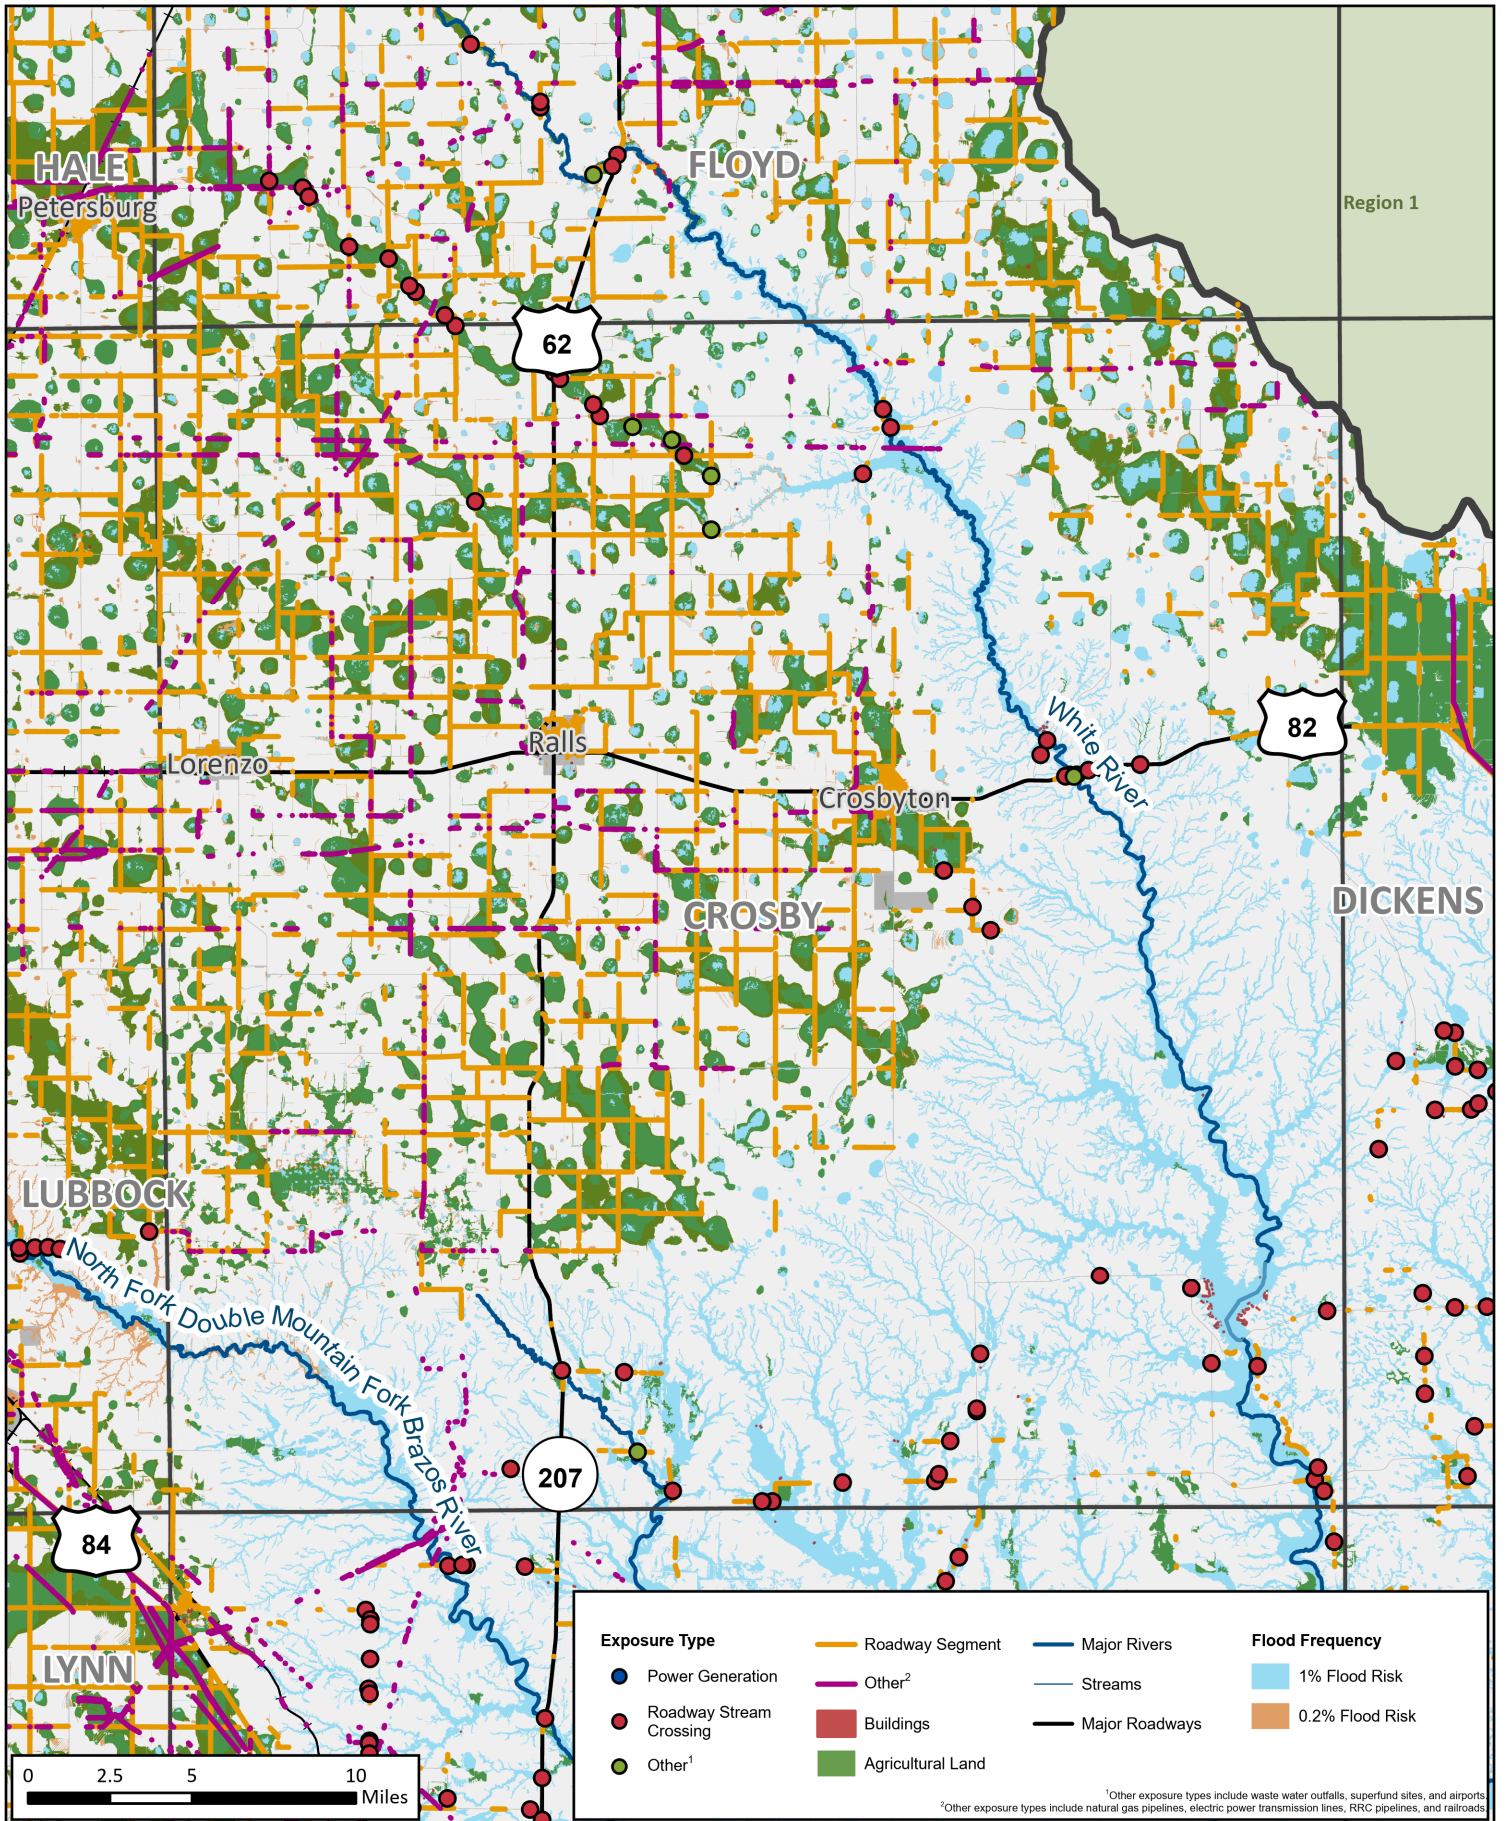 HALE
Petersburg
FLOYD
Region 1
62
White River
82
Ralls
Lorenzo
Crosbyton
DICKENS
CROSBY
LUBBOCK
North Fork Double Mountain Fork Brazos River
207
84
LYNN
Exposure Type
Power Generation
Roadway Stream
Crossing
Other1
Roadway Segment
Other2
Buildings
Agricultural Land
Major Rivers
Streams
Major Roadways
Flood Frequency
1% Flood Risk
0.2% Flood Risk
0 2.5 5 10
Miles
1Other exposure types include waste water outfalls, superfund sites, and airports.
2Other exposure types include natural gas pipelines, electric power transmission lines, RRC pipelines, and railroads.